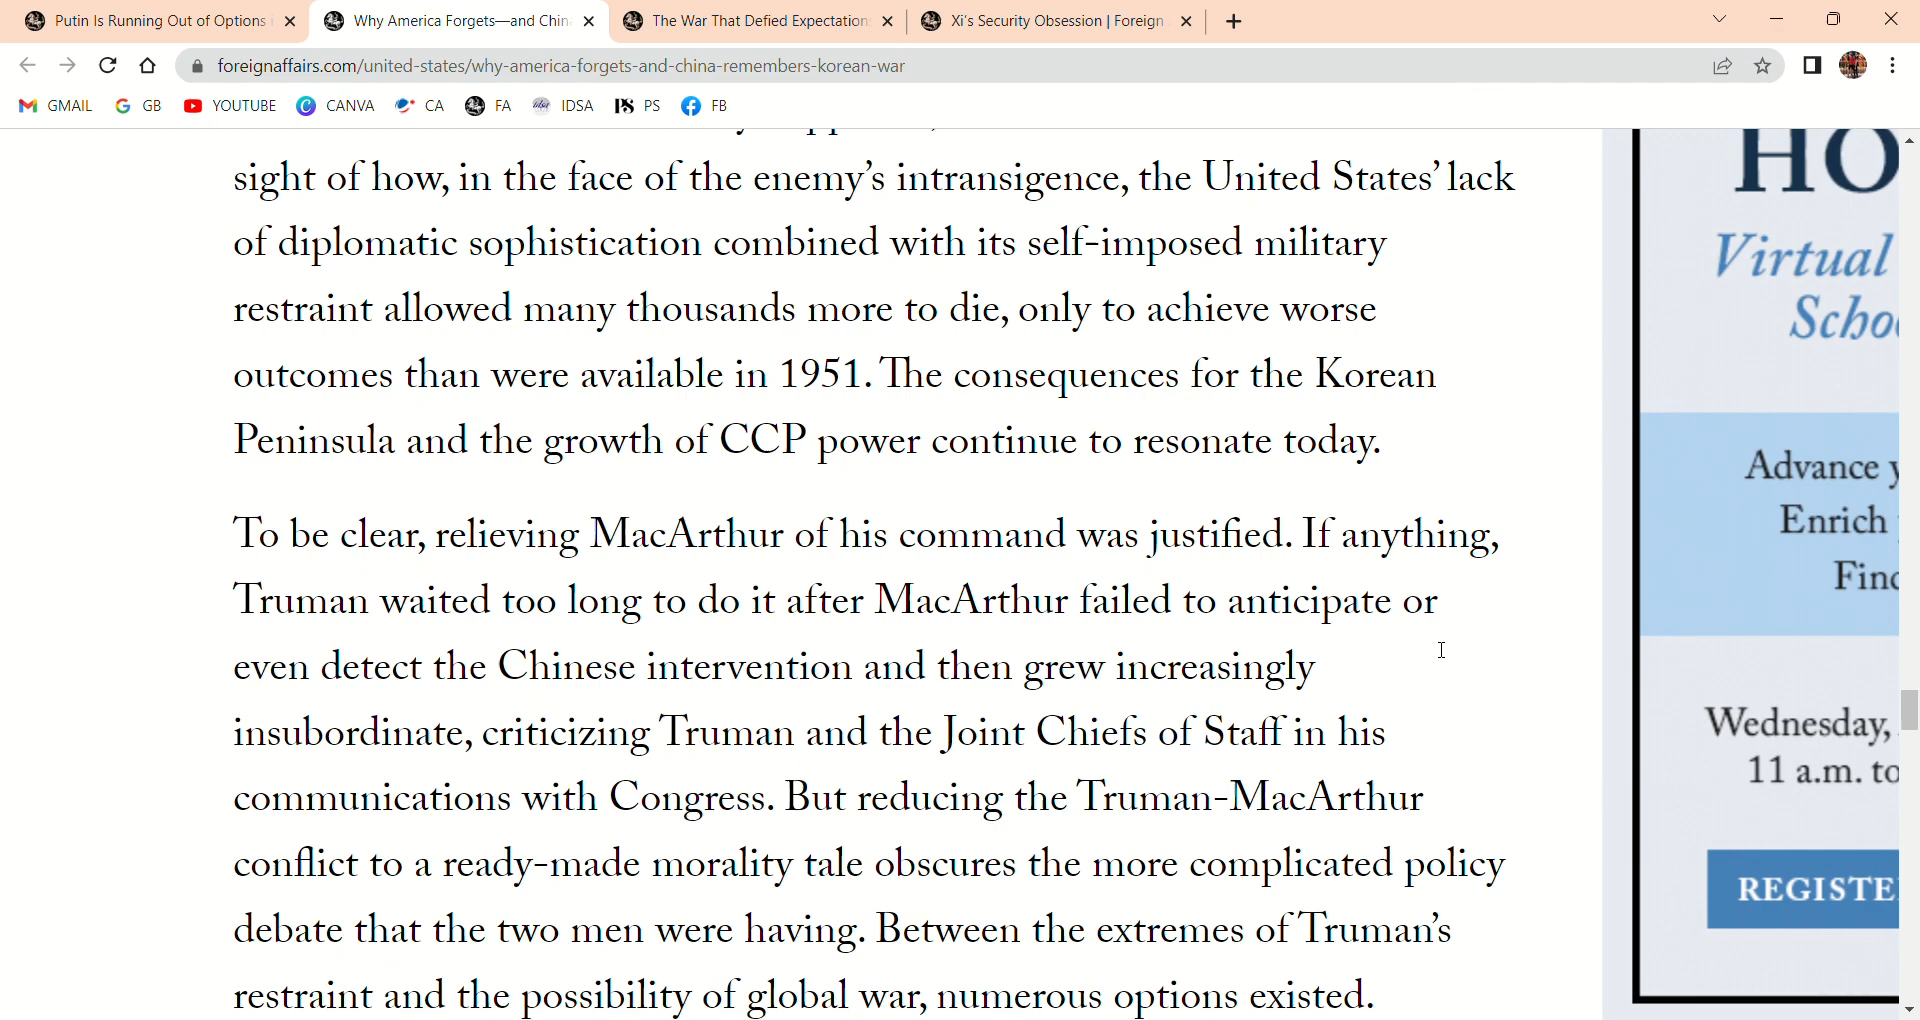 Putin Is Running Out of Options
Why America Forgets—and Chin
The War That Defied Expectation
Xi's Security Obsession | Foreign
foreignaffairs.com/united-states/why-america-forgets-and-china-remembers-korean-war
GMAIL GB YOUTUBE CANVA CA FA IDSA PS PS FB
sight of how, in the face of the enemy’s intransigence, the United States’ lack
of diplomatic sophistication combined with its self-imposed military
restraint allowed many thousands more to die, only to achieve worse
outcomes than were available in 1951. The consequences for the Korean
Peninsula and the growth of CCP power continue to resonate today.
To be clear, relieving MacArthur of his command was justified. If anything,
Truman waited too long to do it after MacArthur failed to anticipate or
even detect the Chinese intervention and then grew increasingly
insubordinate, criticizing Truman and the Joint Chiefs of Staff in his
communications with Congress. But reducing the Truman-MacArthur
conflict to a ready-made morality tale obscures the more complicated policy
debate that the two men were having. Between the extremes of Truman’s
restraint and the possibility of global war, numerous options existed.
HO
Virtual
Schoo
Advance y
Enrich
Find
Wednesday,
11 a.m. to
REGISTE